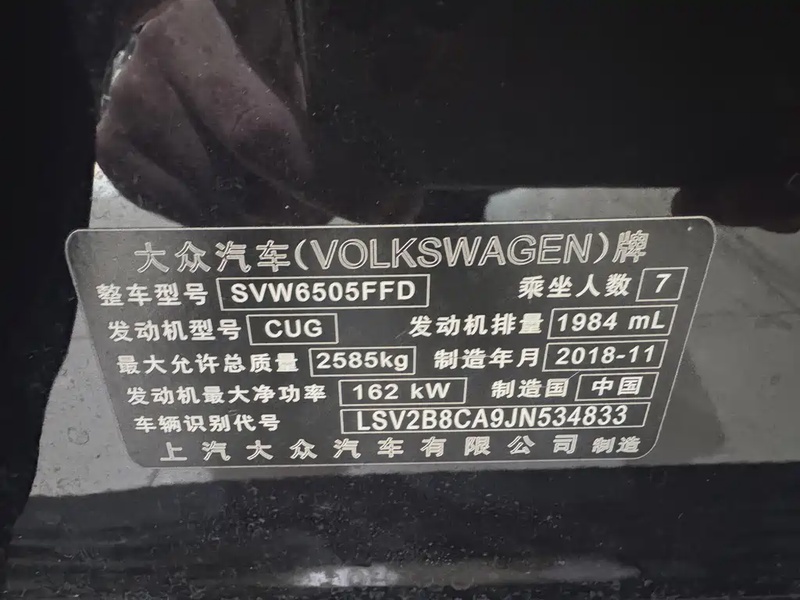 大众汽车(VOLKSWAGEN)牌
整车型号 SVW6505FFD 乘坐人数 7
发动机型号 CUG 发动机排量 1984 mL
最大允许总质量 2585kg 制造年月 2018-11
发动机最大净功率 162 kW 制造国 中国
车辆识别代号 LSV2B8CA9JN534833
上汽大众汽车有限公司 制造